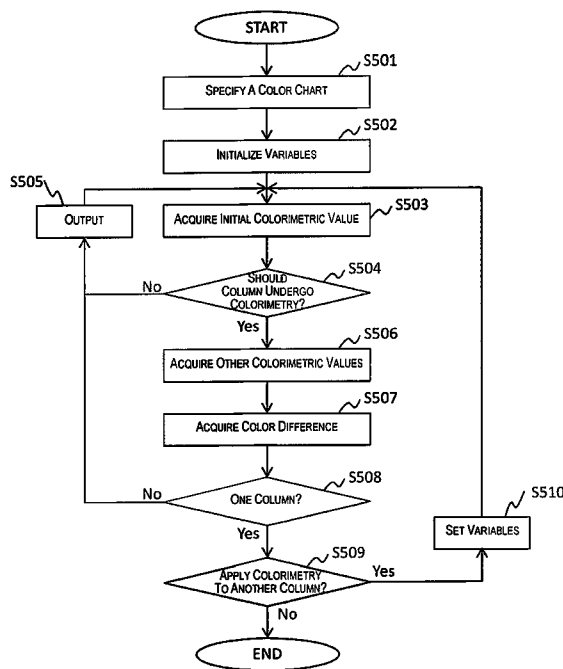 START
S501
SPECIFY A COLOR CHART
S502
INITIALIZE VARIABLES
S505
OUTPUT
S503
ACQUIRE INITIAL COLORIMETRIC VALUE
S504
SHOULD
COLUMN UNDERGO
COLORIMETRY?
No
Yes
S506
ACQUIRE OTHER COLORIMETRIC VALUES
S507
ACQUIRE COLOR DIFFERENCE
S508
ONE COLUMN?
No
Yes
S510
SET VARIABLES
S509
APPLY COLORIMETRY
TO ANOTHER COLUMN?
Yes
No
END